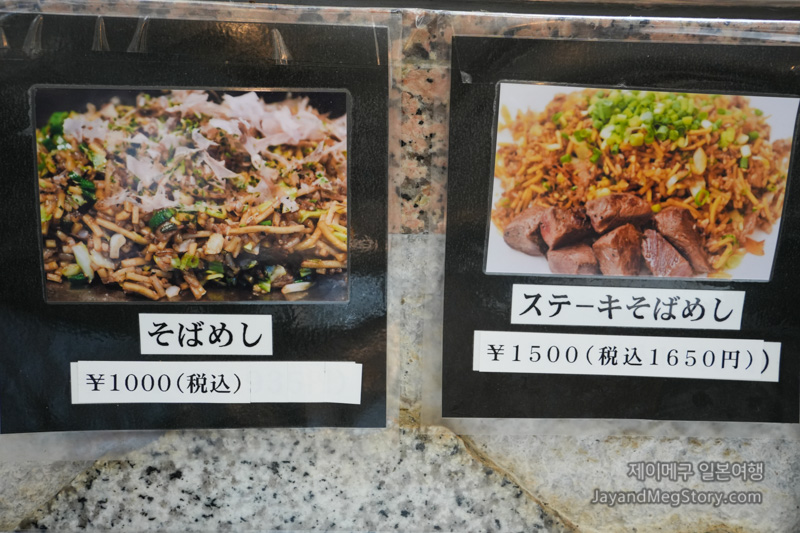 そばめし
¥1000(税込)
ステーキそばめし
¥1500(税込1650円))
제이메구 일본여행
JayandMegStory.com